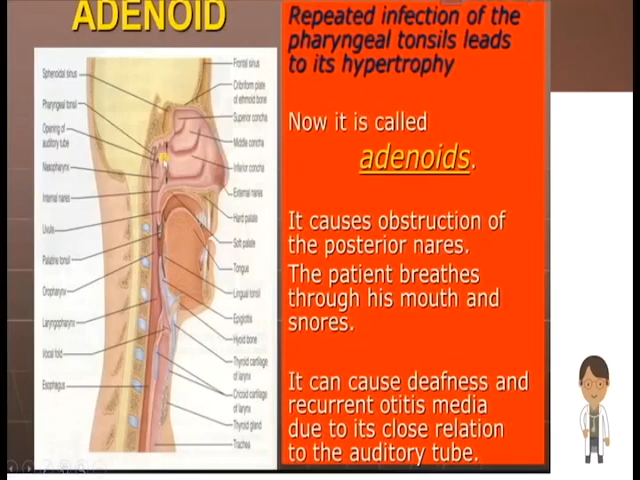 ADENOID
Repeated infection of the
pharyngeal tonsils leads
to its hypertrophy
Now it is called
adenoids.
It causes obstruction of
the posterior nares.
The patient breathes
through his mouth and
snores.
It can cause deafness and
recurrent otitis media
due to its close relation
to the auditory tube.
Sphenoidal sinus
Pharyngeal tonsil
Opening of
auditory tube
Nasopharynx
Internal nares
Uvula
Palatine tonsil
Oropharynx
Laryngopharynx
Vocal fold
Esophagus
Frontal sinus
Cribriform plate
of ethmoid bone
Superior concha
Middle concha
Inferior concha
External nares
Hard palate
Soft palate
Tongue
Lingual tonsil
Epiglottis
Hyoid bone
Thyroid cartilage
of larynx
Cricoid cartilage
of larynx
Thyroid gland
Trachea